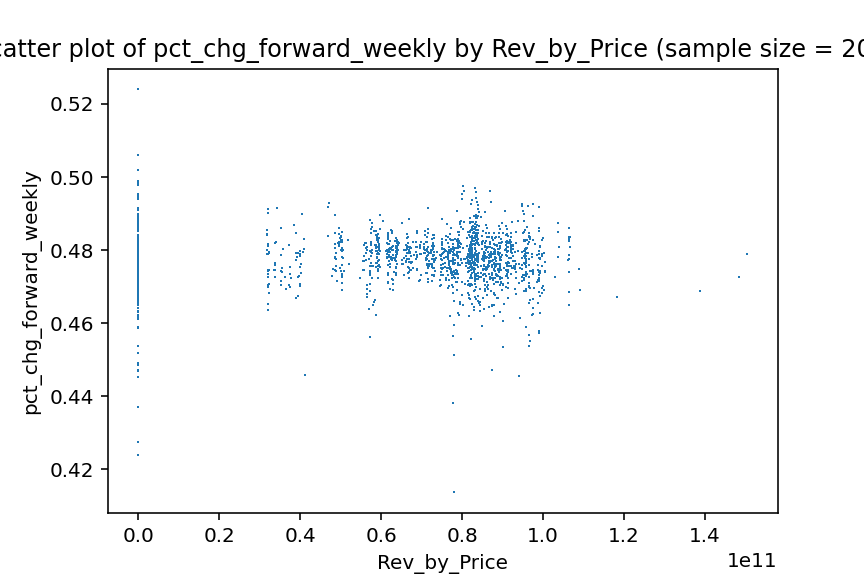 catter plot of pct_chg_forward_weekly by Rev_by_Price (sample size = 20
0.52
0.50
0.48
0.46
0.44
0.42
pct_chg_forward_weekly
0.0 0.2 0.4 0.6 0.8 1.0 1.2 1.4
1e11
Rev_by_Price